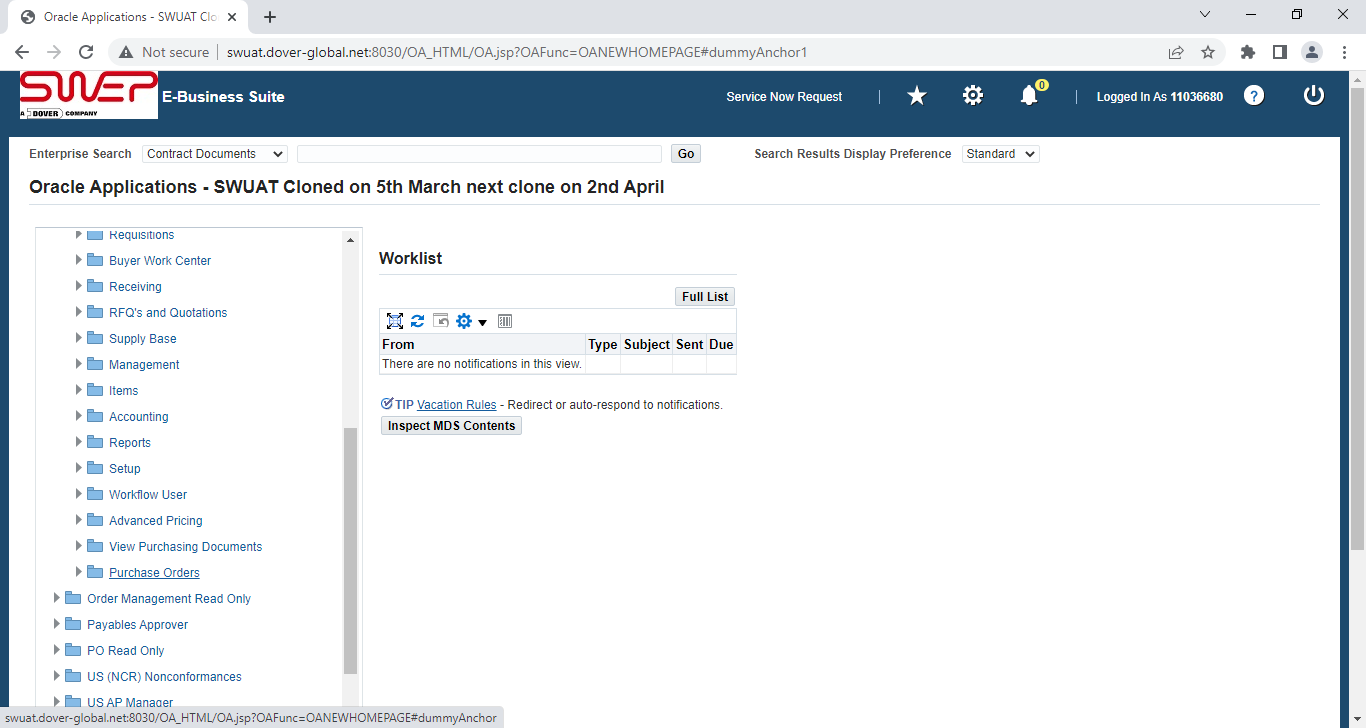 Oracle Applications - SWUAT Clo
Not secure
swuat.dover-global.net:8030/OA_HTML/OA.jsp?OAFunc=OANEWHOMEPAGE#dummyAnchor1
SWEP
A DOVER COMPANY
E-Business Suite
Service Now Request
0
Logged In As 11036680
?
Enterprise Search
Contract Documents
Go
Search Results Display Preference
Standard
Oracle Applications - SWUAT Cloned on 5th March next clone on 2nd April
Requisitions
Buyer Work Center
Receiving
RFQ's and Quotations
Supply Base
Management
Items
Accounting
Reports
Setup
Workflow User
Advanced Pricing
View Purchasing Documents
Purchase Orders
Order Management Read Only
Payables Approver
PO Read Only
US (NCR) Nonconformances
US AP Manager
Worklist
Full List
From Type Subject Sent Due
There are no notifications in this view.
TIP Vacation Rules - Redirect or auto-respond to notifications.
Inspect MDS Contents
swuat.dover-global.net:8030/OA_HTML/OA.jsp?OAFunc=OANEWHOMEPAGE#dummyAnchor